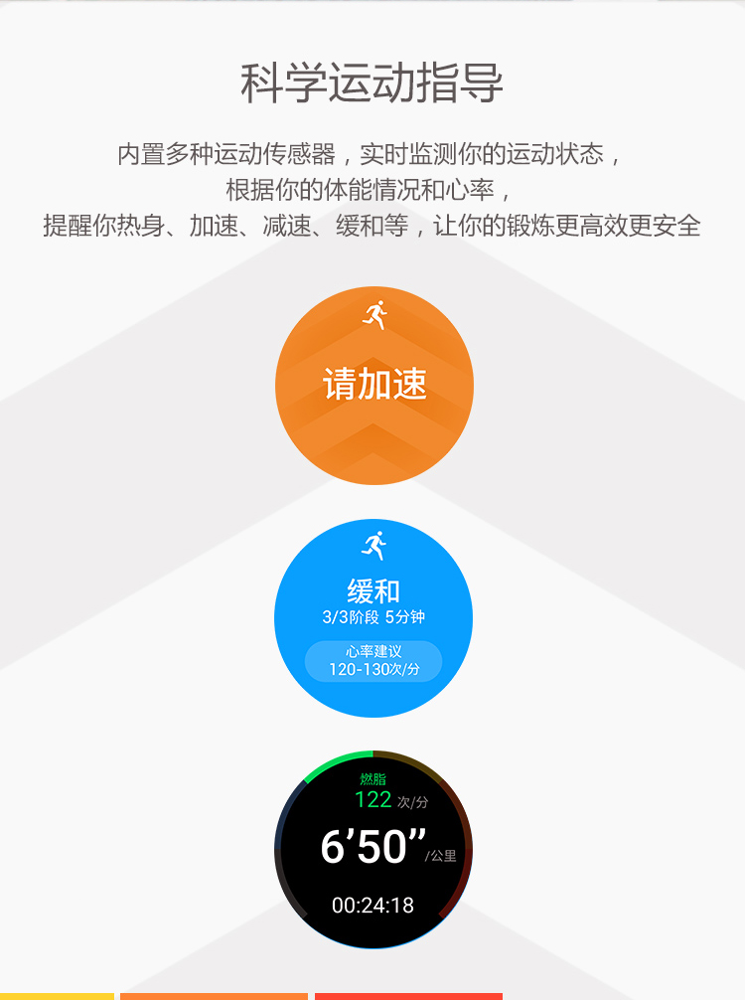 科学运动指导
内置多种运动传感器，实时监测你的运动状态，
根据你的体能情况和心率，
提醒你热身、加速、减速、缓和等，让你的锻炼更高效更安全
请加速
缓和
3/3阶段 5分钟
心率建议
120-130次/分
燃脂
122 次/分
6’50” /公里
00:24:18